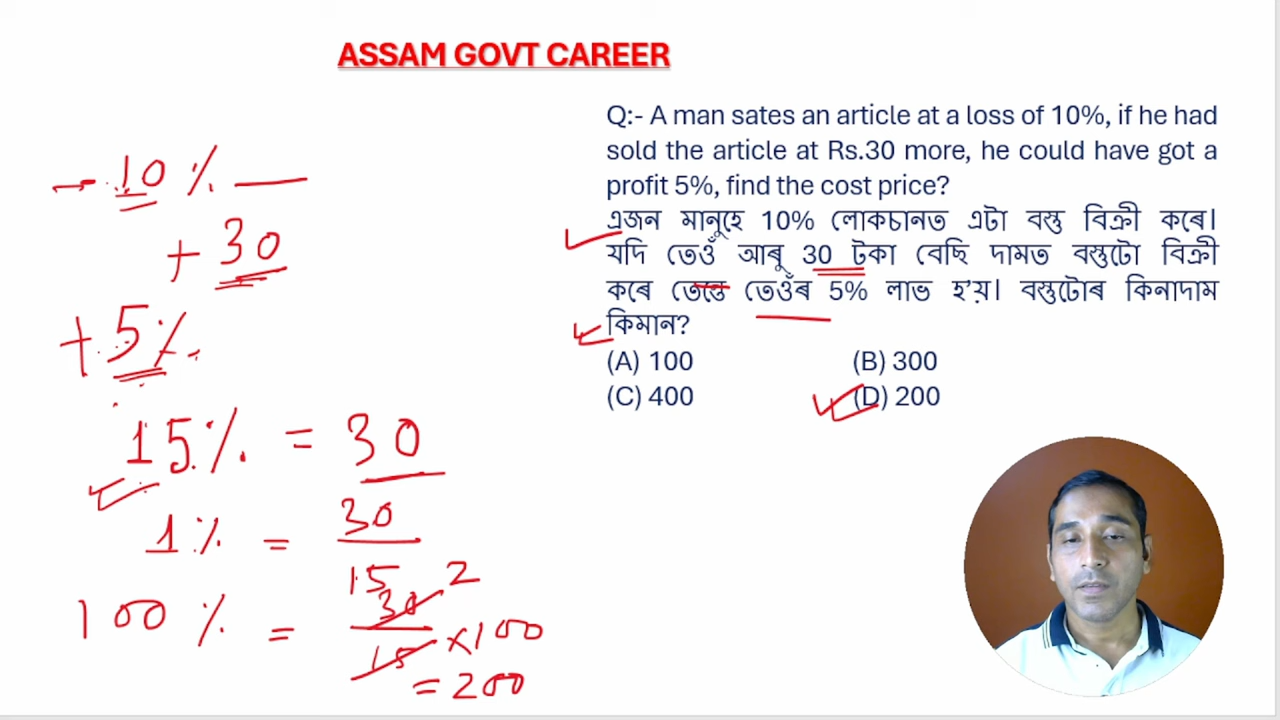 ASSAM GOVT CAREER
Q:- A man sates an article at a loss of 10%, if he had
sold the article at Rs.30 more, he could have got a
profit 5%, find the cost price?
এজন মানুহে 10% লোকচানত এটা বস্তু বিক্ৰী কৰে।
যদি তেওঁ আৰু 30 টকা বেছি দামত বস্তুটো বিক্ৰী
কৰে তেন্তে তেওঁৰ 5% লাভ হ’য়। বস্তুটোৰ কিনাদাম
কিমান?
(A) 100 (B) 300
(C) 400 (D) 200
10%
+ 30
+ 5%
15% = 30
1% = 30/15
100% = 30/15 2 ×100
= 200